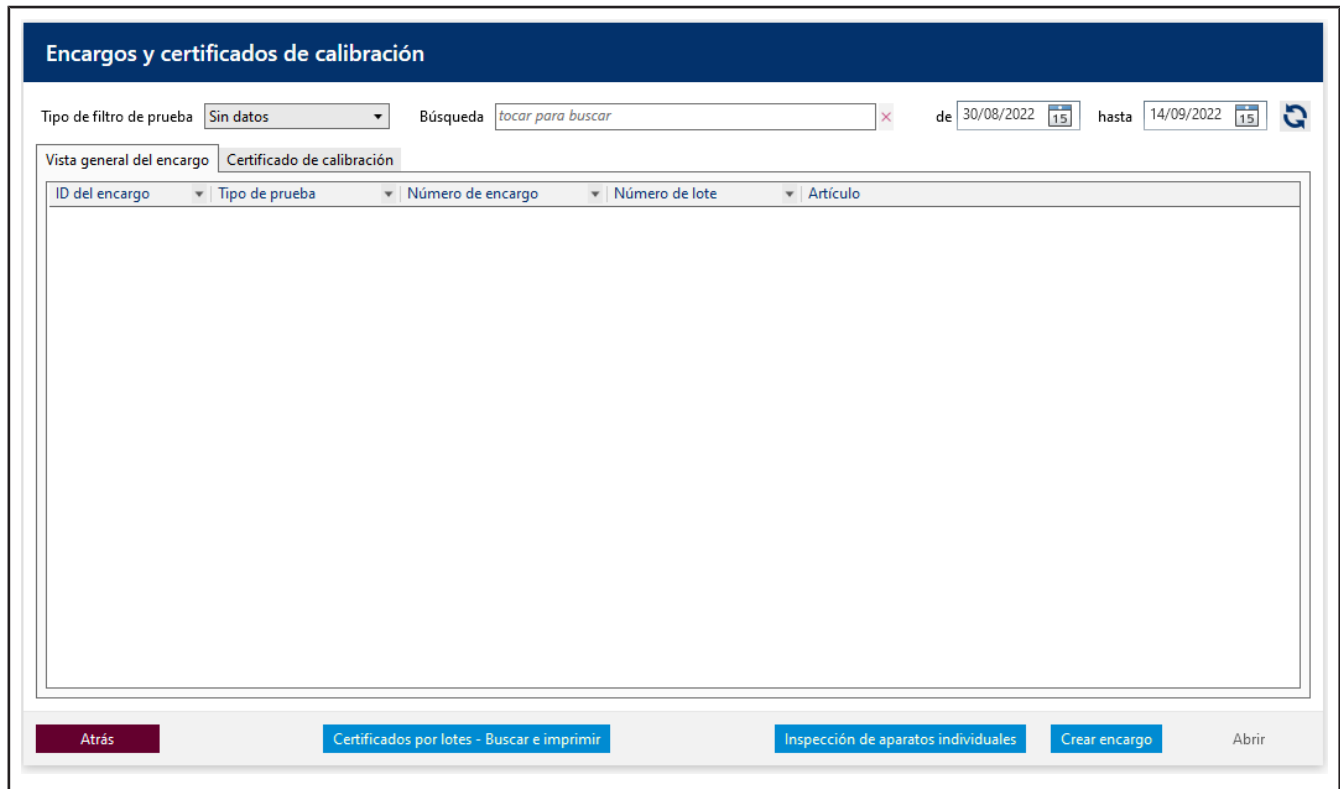 Encargos y certificados de calibración
Tipo de filtro de prueba Sin datos Búsqueda tocar para buscar de 30/08/2022 15 hasta 14/09/2022 15
Vista general del encargo Certificado de calibración
ID del encargo Tipo de prueba Número de encargo Número de lote Artículo
Atrás Certificados por lotes - Buscar e imprimir Inspección de aparatos individuales Crear encargo Abrir